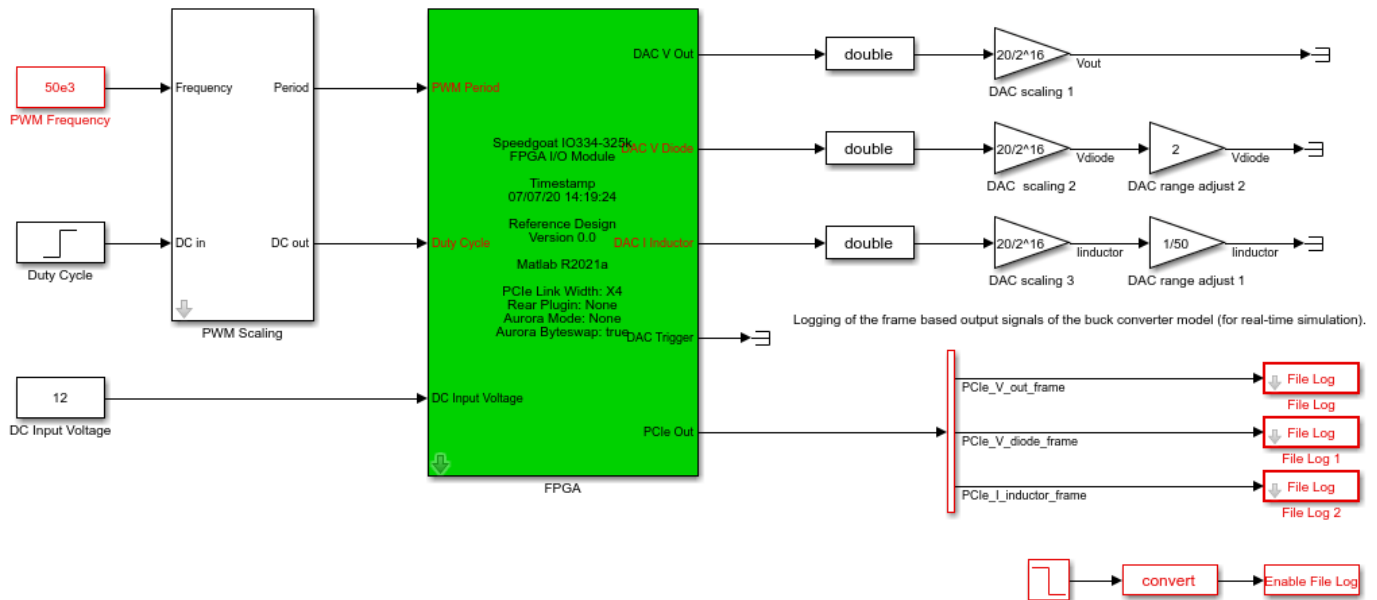 50e3
PWM Frequency
Duty Cycle
12
DC Input Voltage
Frequency
Period
DC in
DC out
PWM Scaling
PWM Period
Duty Cycle
DC Input Voltage
Speedgoat IO334-325k
FPGA I/O Module
Timestamp
07/07/20 14:19:24
Reference Design
Version 0.0
Matlab R2021a
PCIe Link Width: X4
Rear Plugin: None
Aurora Mode: None
Aurora Byteswap: true
DAC V Out
DAC V Diode
DAC I Inductor
DAC Trigger
PCIe Out
FPGA
double
20/2^16
Vout
DAC scaling 1
double
20/2^16
Vdiode
2
Vdiode
DAC scaling 2
DAC range adjust 2
double
20/2^16
Iinductor
1/50
Iinductor
DAC scaling 3
DAC range adjust 1
Logging of the frame based output signals of the buck converter model (for real-time simulation).
PCIe_V_out_frame
File Log
File Log
PCIe_V_diode_frame
File Log
File Log 1
PCIe_I_inductor_frame
File Log
File Log 2
convert
Enable File Log